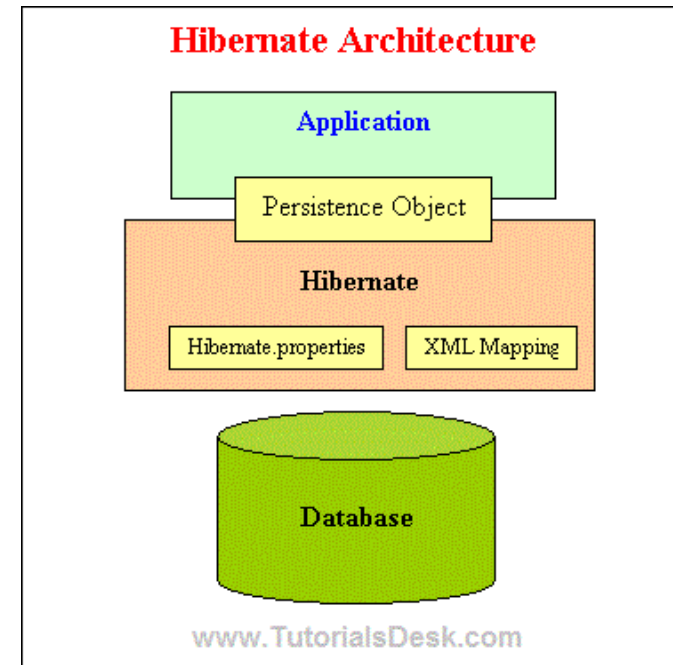 Hibernate Architecture
Application
Persistence Object
Hibernate
Hibernate.properties
XML Mapping
Database
www.TutorialsDesk.com